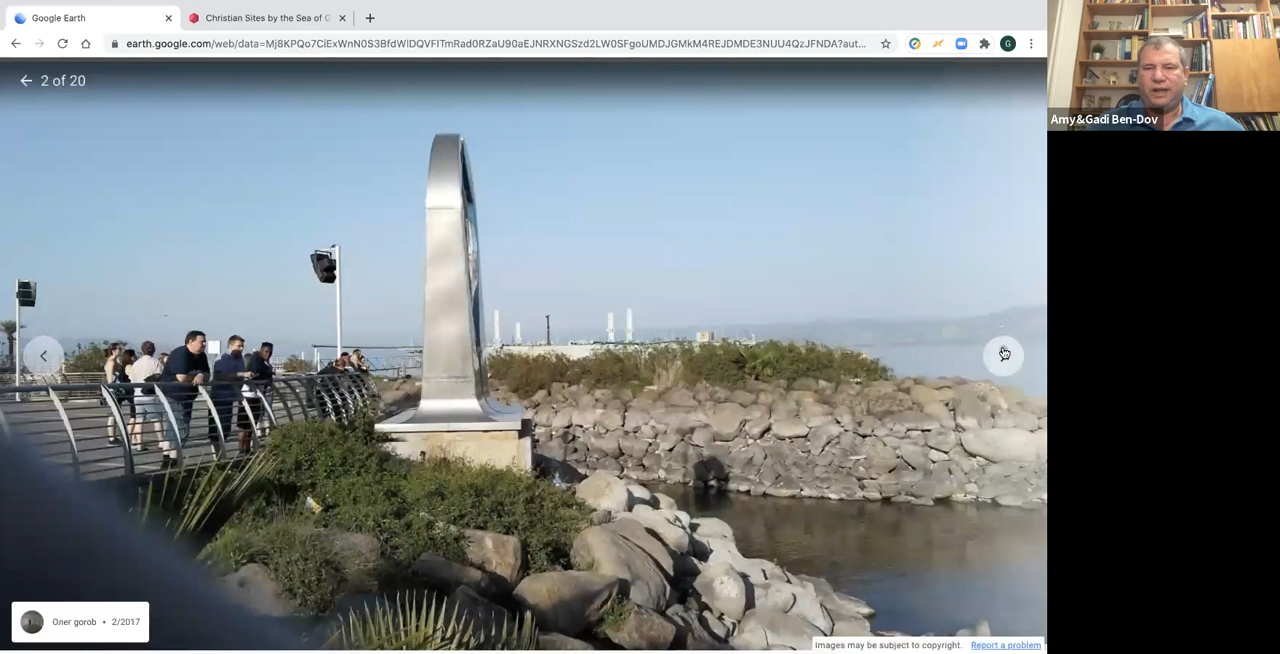 Google Earth
Christian Sites by the Sea of G
earth.google.com/web/data=Mj8KPQo7CiExWnN0S3BfdWlDQVFITmRad0RZaU90aEJNRXNGSzd2LW0SFgoUMDJGMkM4REJDMDE3NUU4QzJFNDA?aut...
G
2 of 20
Amy&Gadi Ben-Dov
Олег gorob • 2/2017
Images may be subject to copyright. Report a problem